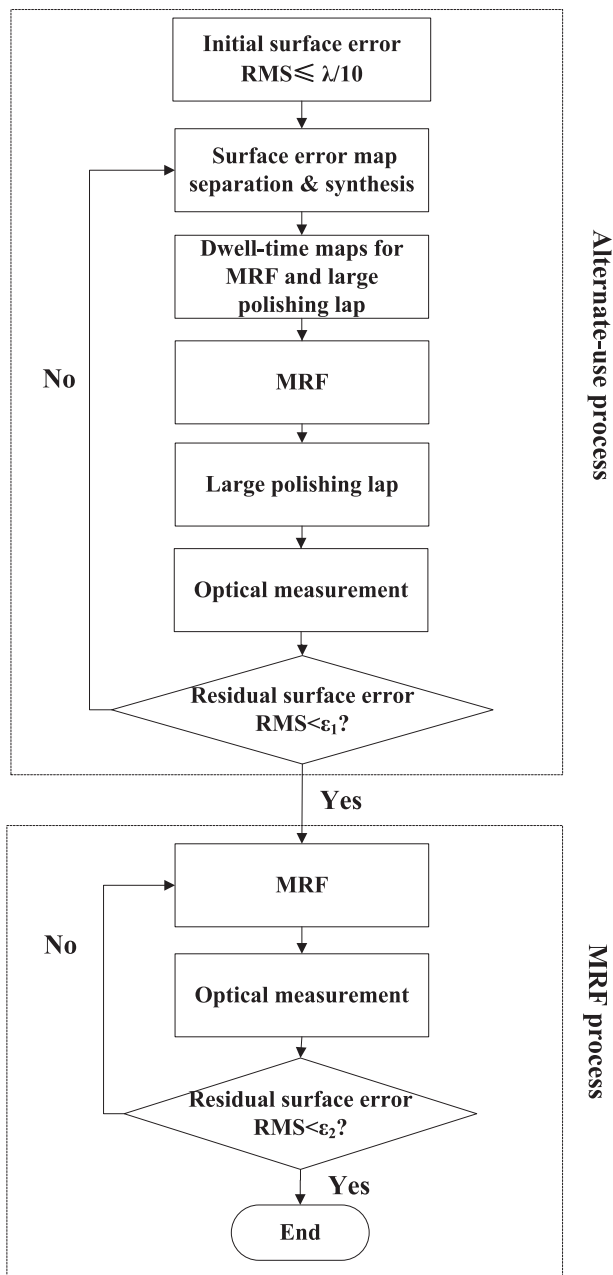 Initial surface error
RMS≤ λ/10
Surface error map
separation & synthesis
Dwell-time maps for
MRF and large
polishing lap
MRF
Large polishing lap
Optical measurement
Residual surface error
RMS<ε₁?
No
Yes
Alternate-use process
MRF
Optical measurement
Residual surface error
RMS<ε₂?
No
Yes
End
MRF process